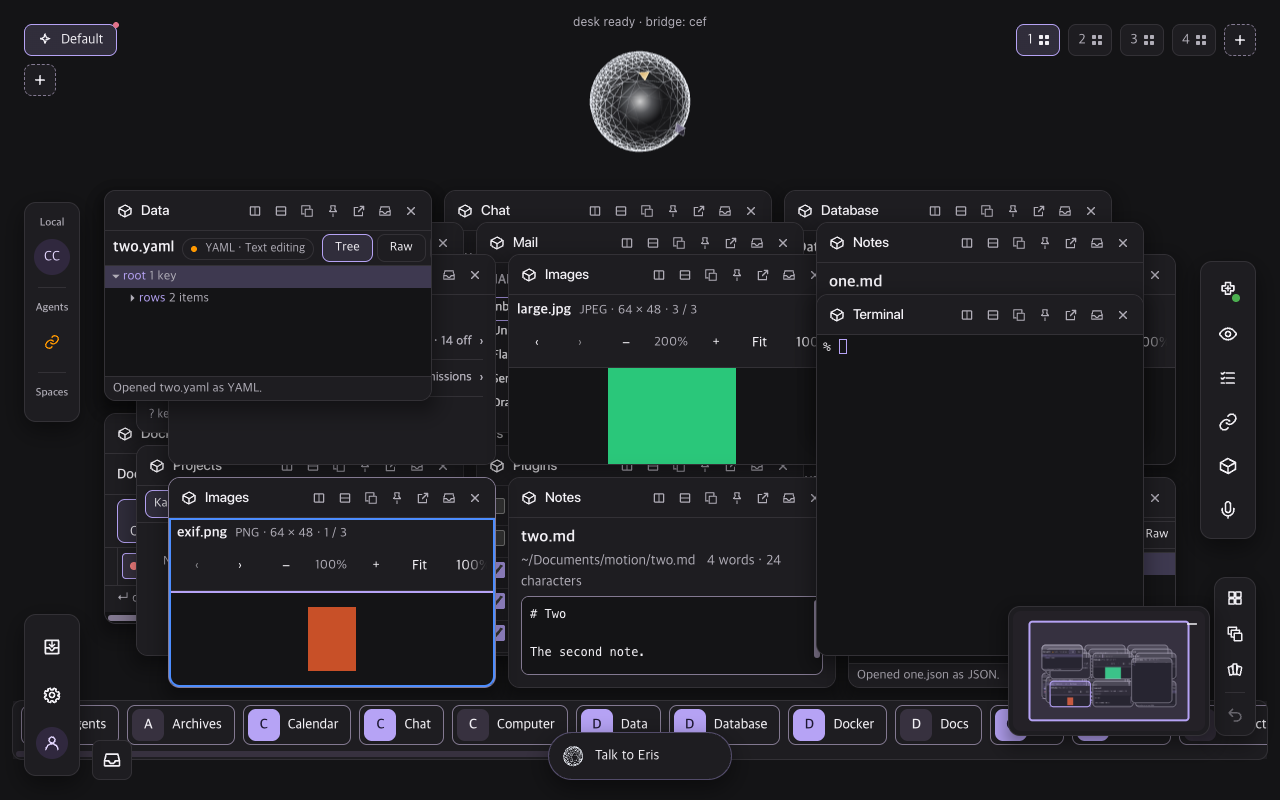 desk ready · bridge: cef
Default
1
2
3
4
Local
CC
Agents
Spaces
Data
two.yaml
YAML · Text editing
Tree
Raw
root 1 key
rows 2 items
Opened two.yaml as YAML.
Chat
Database
Mail
Notes
one.md
Images
large.jpg JPEG · 64 × 48 · 3 / 3
‹ › – 200% + Fit
Terminal
%
· 14 off ›
? ke
Projects
Plugins
Images
exif.png PNG · 64 × 48 · 1 / 3
‹ › – 100% + Fit 100%
Notes
two.md
~/Documents/motion/two.md 4 words · 24
characters
# Two
The second note.
Raw
Opened one.json as JSON.
A Archives
C Calendar
C Chat
C Computer
D Data
D Database
D Docker
D Docs
Talk to Eris